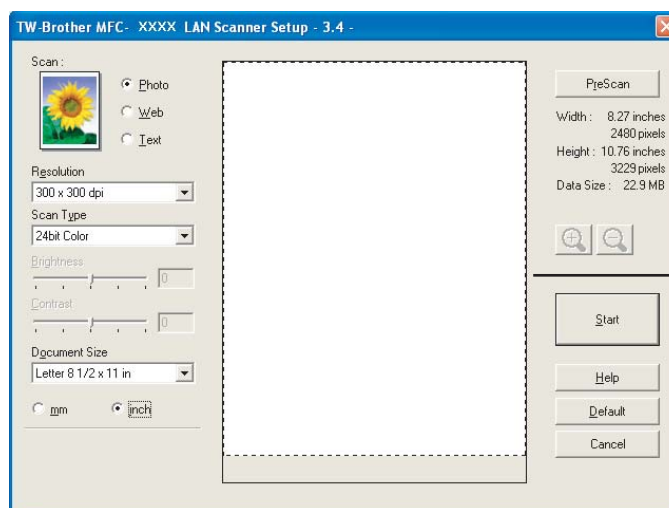 TW-Brother MFC- XXXX LAN Scanner Setup - 3.4 -
Scan :
Photo
Web
Text
Resolution
300 x 300 dpi
Scan Type
24bit Color
Brightness
0
Contrast
0
Document Size
Letter 8 1/2 x 11 in
mm
inch
PreScan
Width : 8.27 inches
2480 pixels
Height : 10.76 inches
3229 pixels
Data Size : 22.9 MB
Start
Help
Default
Cancel